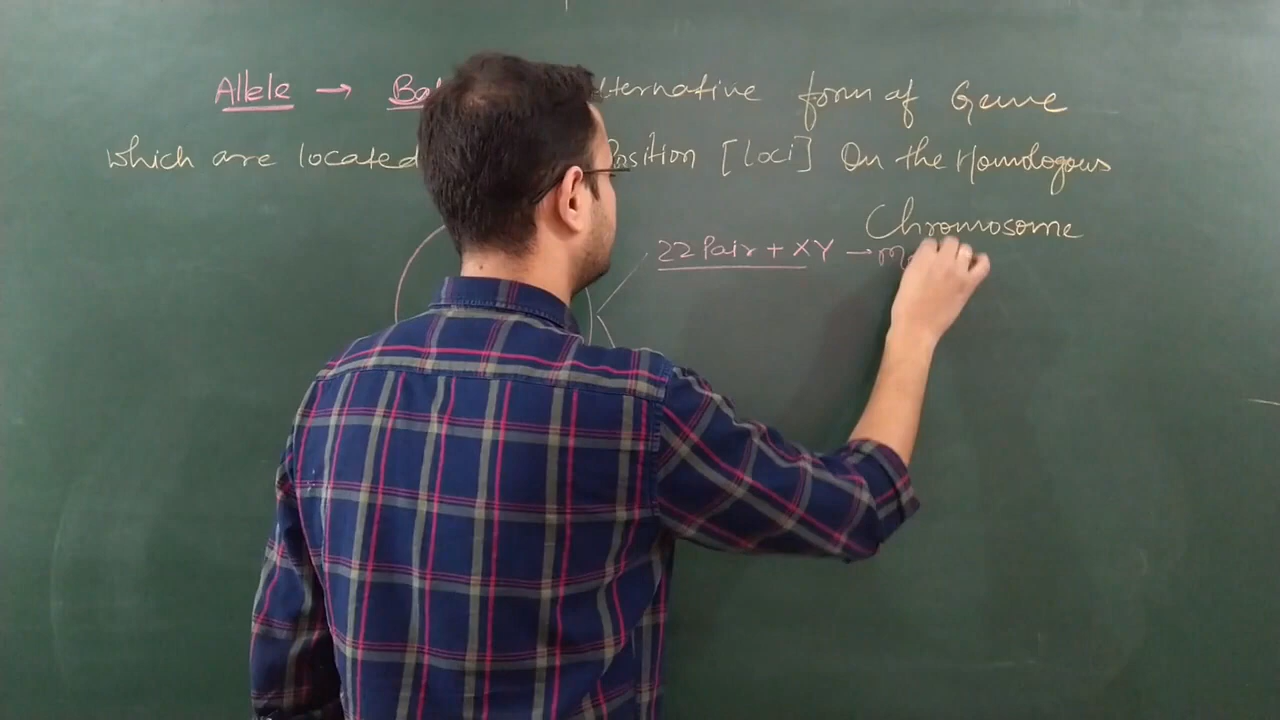 Allele → Alternative form of Gene
which are located Position [loci] On the Homologous
Chromosome
22 Pair + XY →